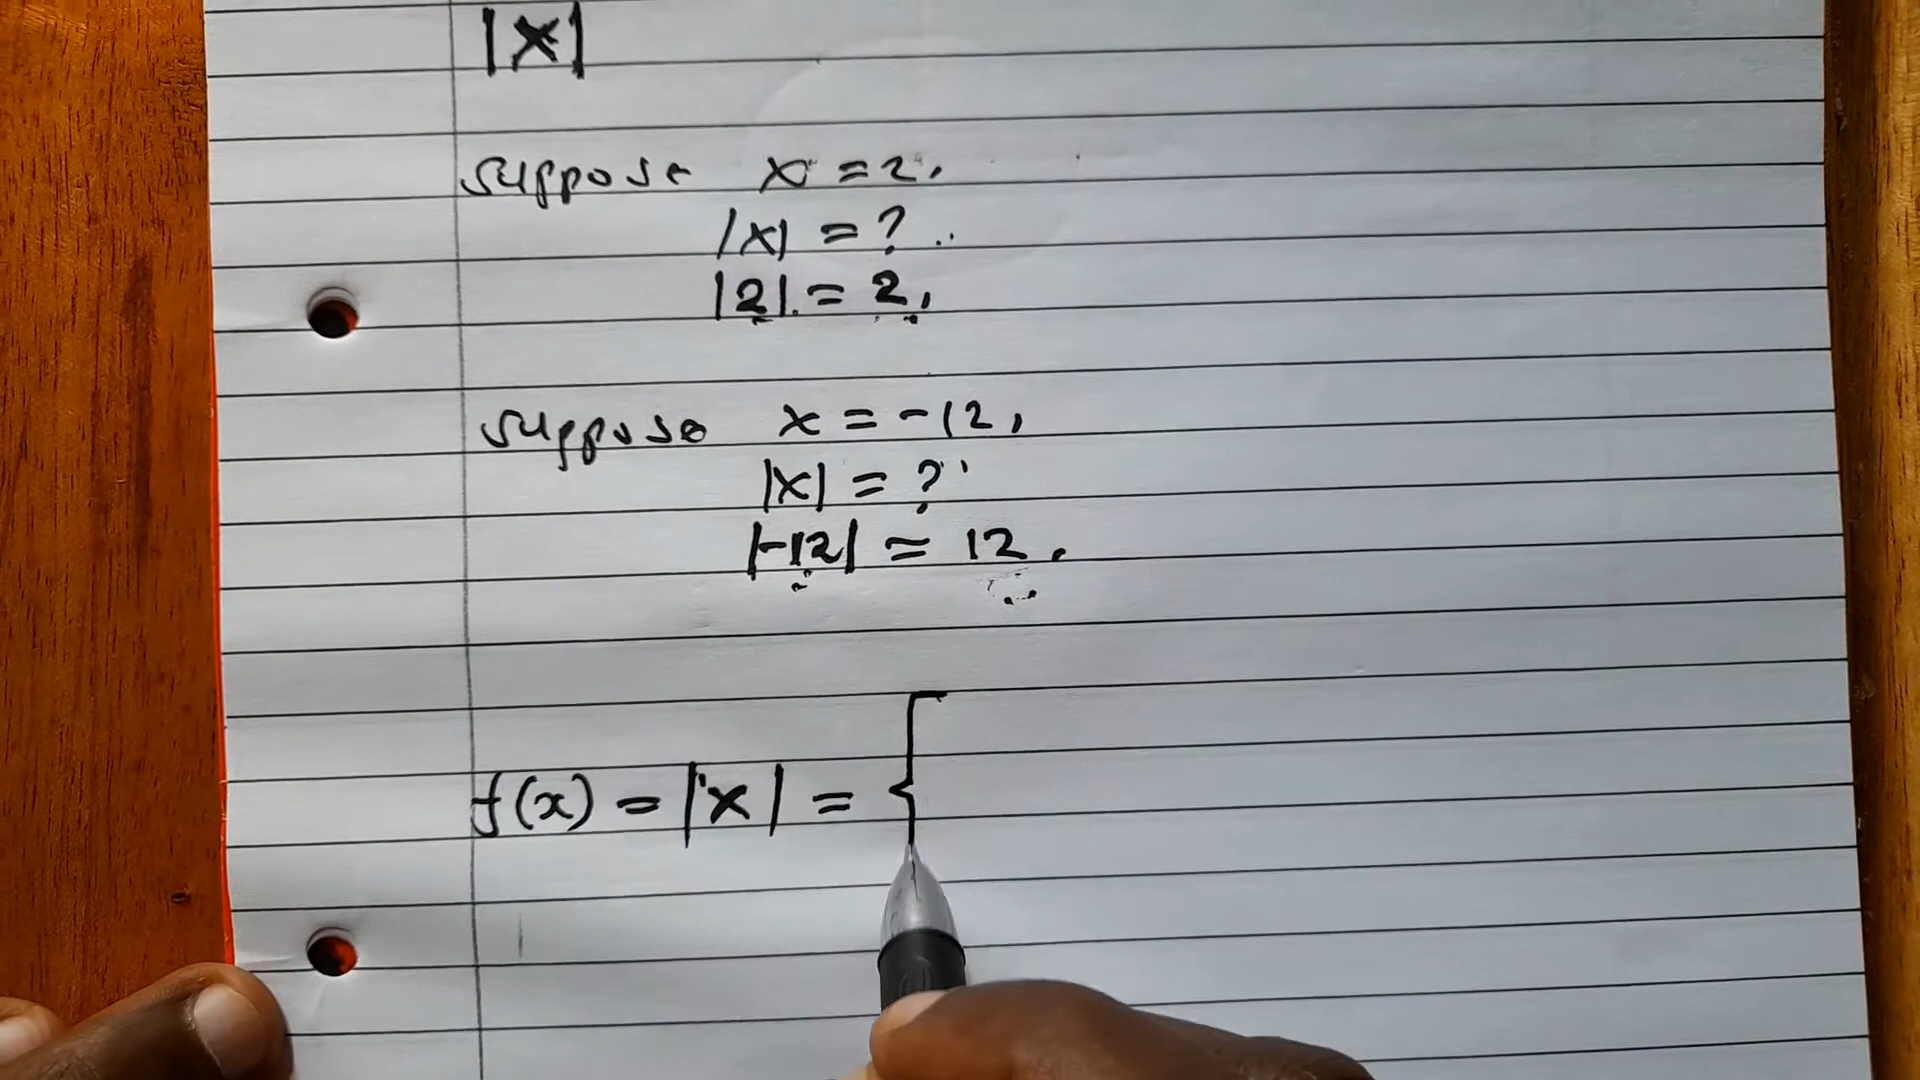 |x|
suppose x = 2,
|x| = ?
|2| = 2,
suppose x = -12,
|x| = ?
|-12| = 12.
f(x) = |x| = {